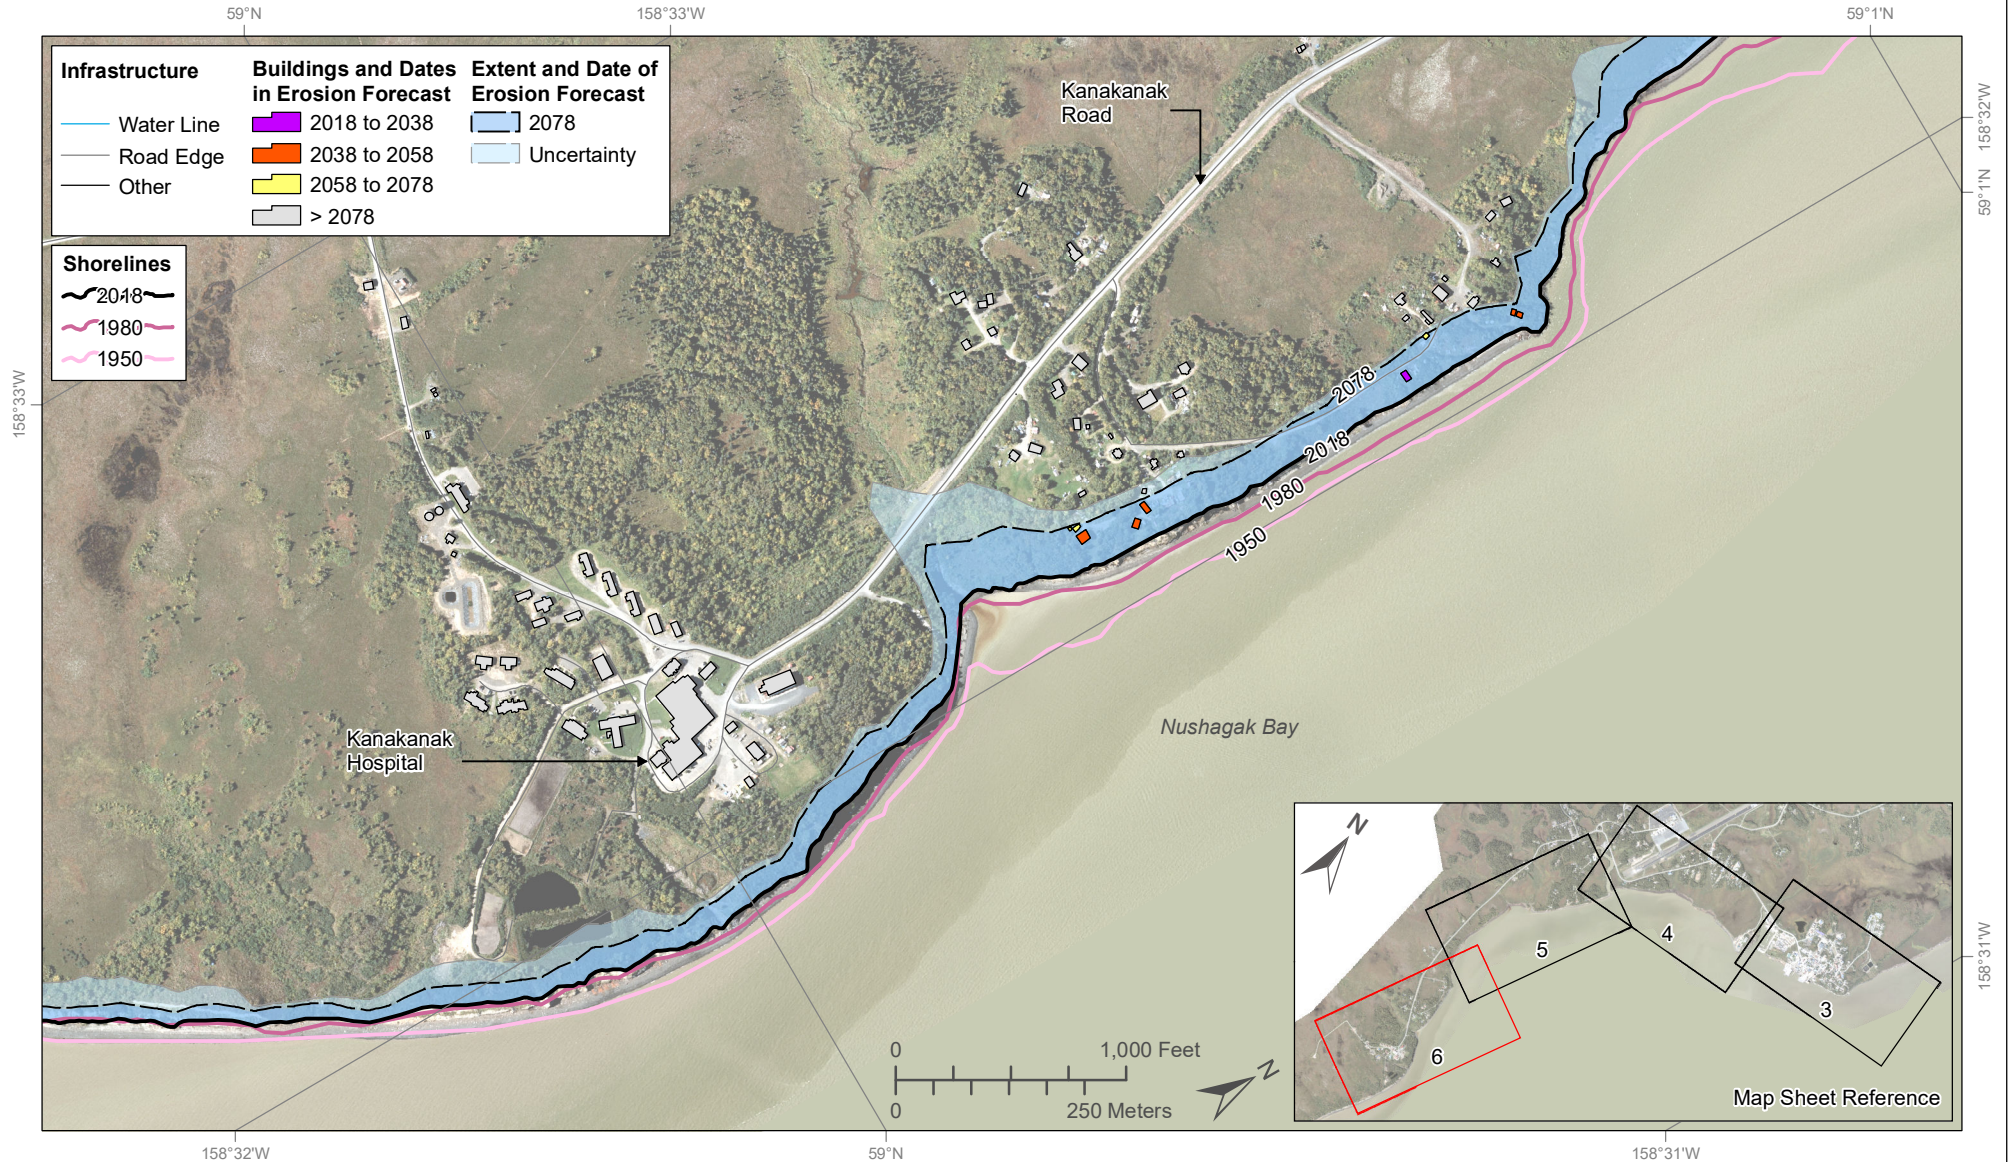 59°N
158°33'W
59°1'N
Infrastructure
Water Line
Road Edge
Other
Buildings and Dates
in Erosion Forecast
2018 to 2038
2038 to 2058
2058 to 2078
> 2078
Extent and Date of
Erosion Forecast
2078
Uncertainty
Shorelines
2018
1980
1950
Kanakanak
Road
158°32'W
59°1'N
158°33'W
2078
2018
1980
1950
Kanakanak
Hospital
Nushagak Bay
N
5
4
3
6
Map Sheet Reference
158°31'W
0
1,000 Feet
0
250 Meters
N
158°32'W
59°N
158°31'W